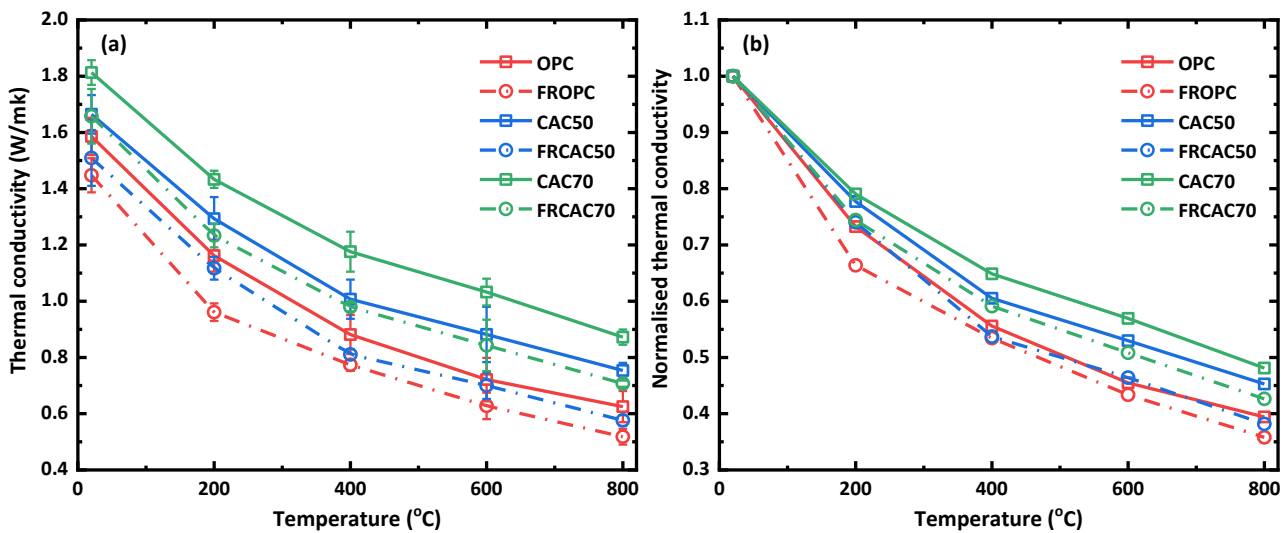 (a)
OPC
FROPC
CAC50
FRCAC50
CAC70
FRCAC70
2.0
1.8
1.6
1.4
1.2
1.0
0.8
0.6
0.4
0
200
400
600
800
Thermal conductivity (W/mk)
Temperature (°C)
(b)
OPC
FROPC
CAC50
FRCAC50
CAC70
FRCAC70
1.1
1.0
0.9
0.8
0.7
0.6
0.5
0.4
0.3
0
200
400
600
800
Normalised thermal conductivity
Temperature (°C)